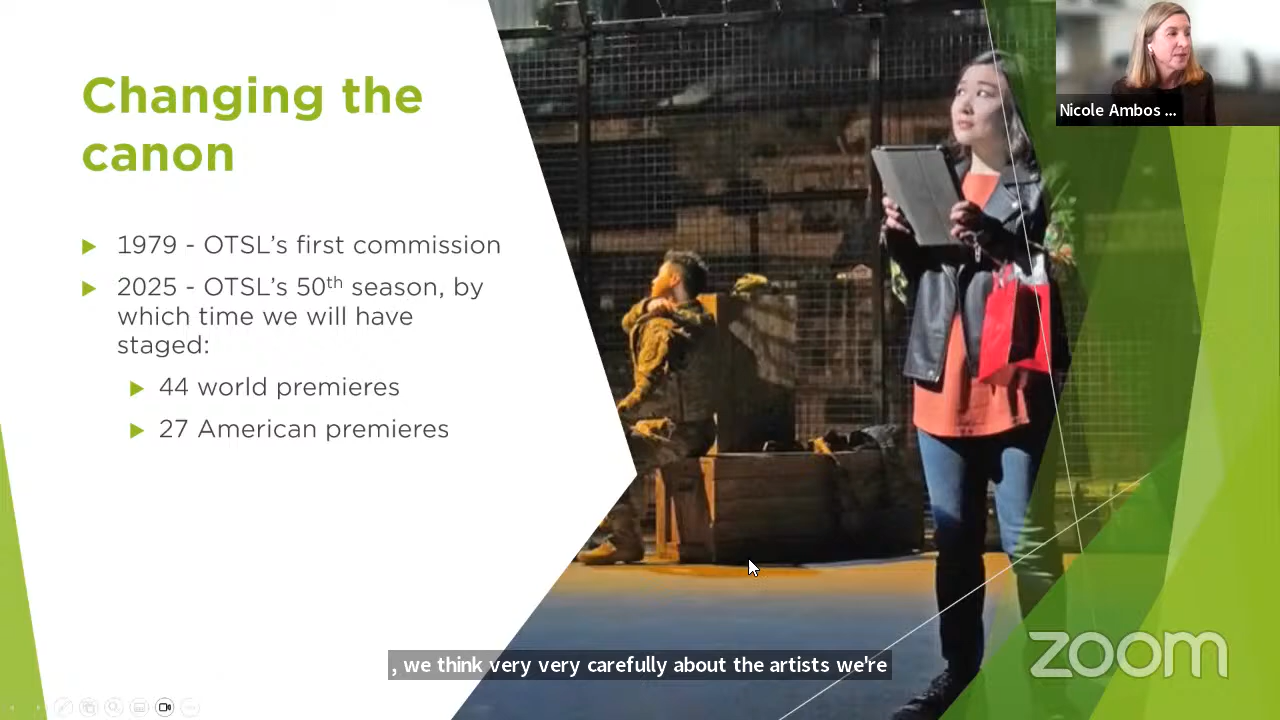 Changing the
canon
1979 - OTSL's first commission
2025 - OTSL's 50th season, by
which time we will have
staged:
44 world premieres
27 American premieres
Nicole Ambos ...
, we think very very carefully about the artists we're
zoom